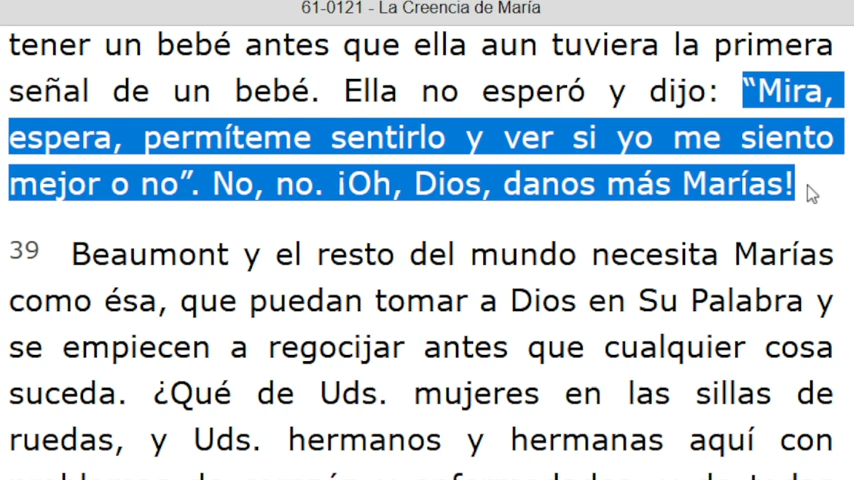 61-0121 - La Creencia de María
tener un bebé antes que ella aun tuviera la primera
señal de un bebé. Ella no esperó y dijo: “Mira,
espera, permíteme sentirlo y ver si yo me siento
mejor o no”. No, no. ¡Oh, Dios, danos más Marías!
39 Beaumont y el resto del mundo necesita Marías
como ésa, que puedan tomar a Dios en Su Palabra y
se empiecen a regocijar antes que cualquier cosa
suceda. ¿Qué de Uds. mujeres en las sillas de
ruedas, y Uds. hermanos y hermanas aquí con